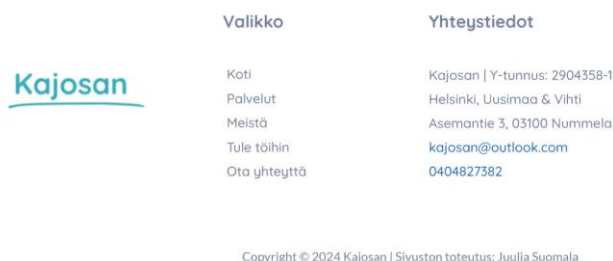 Kajosan
Valikko
Koti
Palvelut
Meistä
Tule töihin
Ota yhteyttä
Yhteystiedot
Kajosan | Y-tunnus: 2904358-1
Helsinki, Uusimaa & Vihti
Asemantie 3, 03100 Nummela
kajosan@outlook.com
0404827382
Copyright © 2024 Kajosan | Sivuston toteutus: Juulia Suomala